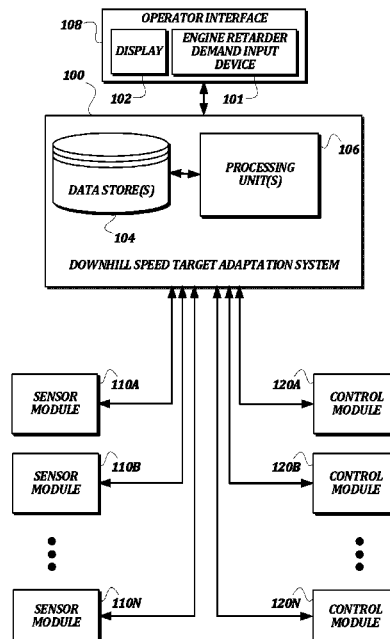 OPERATOR INTERFACE
108
DISPLAY
ENGINE RETARDER
DEMAND INPUT
DEVICE
102
101
100
106
DATA STORE(S)
PROCESSING
UNIT(S)
104
DOWNHILL SPEED TARGET ADAPTATION SYSTEM
110A
SENSOR
MODULE
120A
CONTROL
MODULE
110B
SENSOR
MODULE
120B
CONTROL
MODULE
110N
SENSOR
MODULE
120N
CONTROL
MODULE